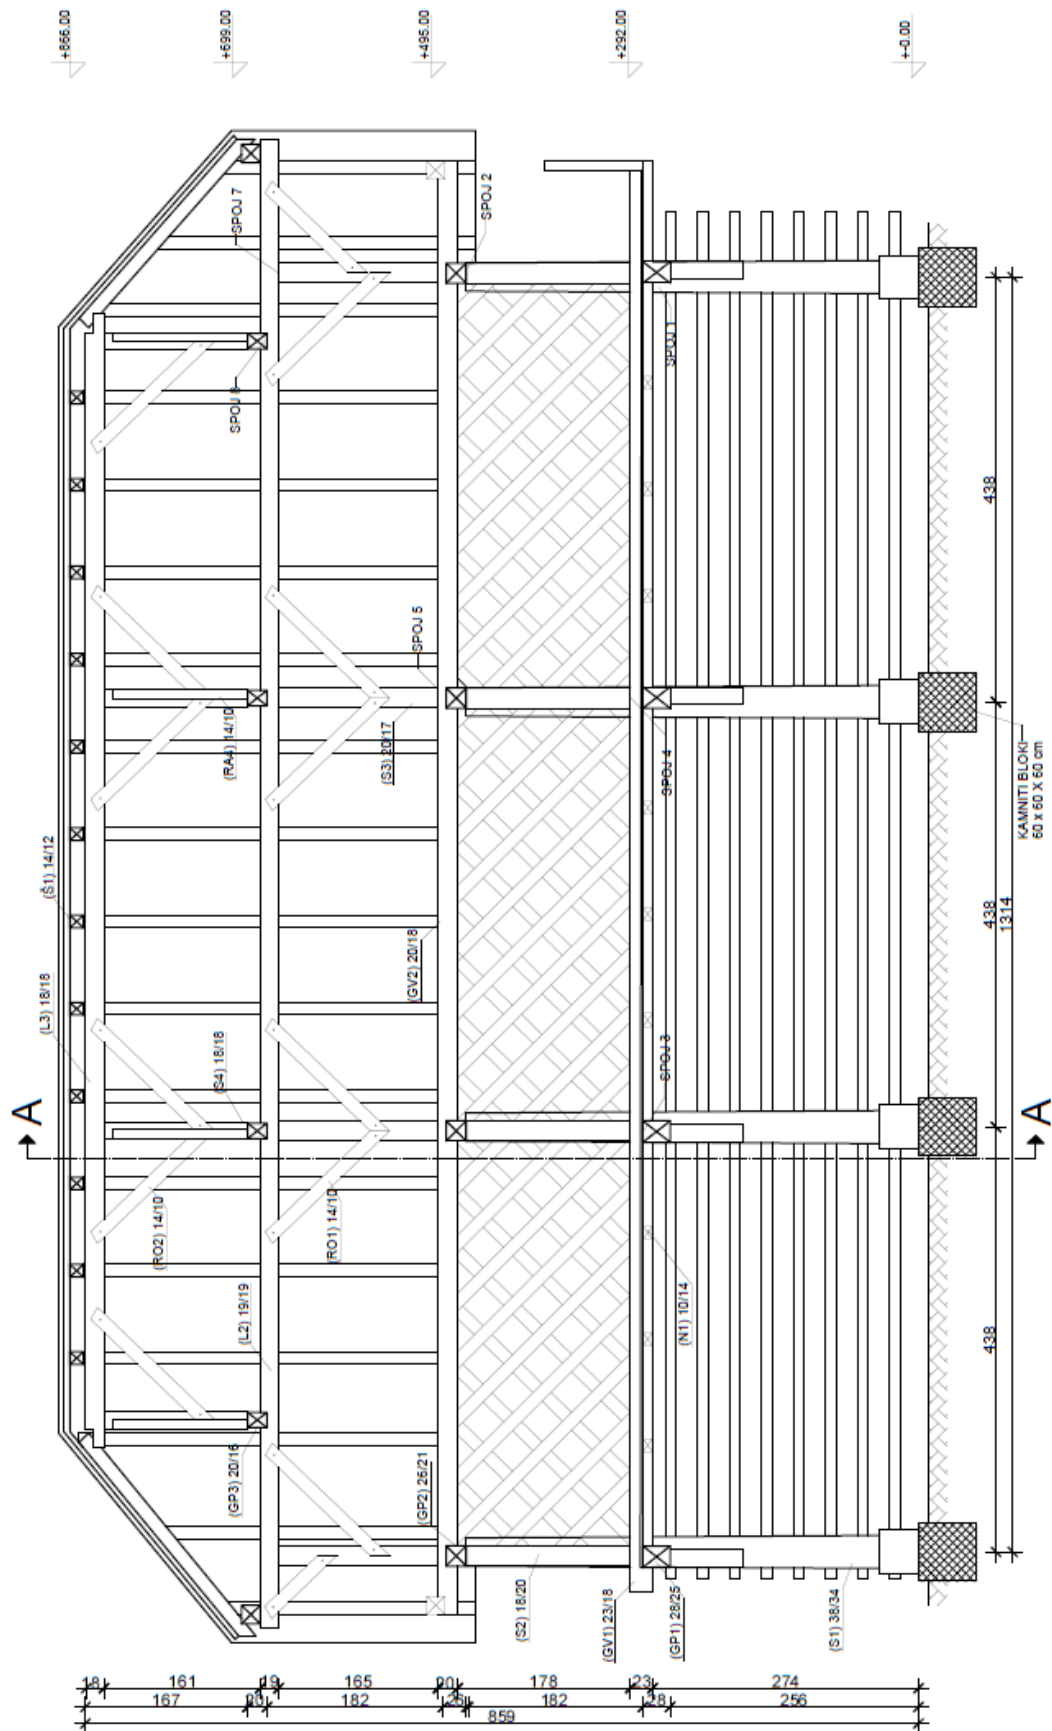 +866.00
+699.00
+495.00
+292.00
+-0.00
SPOJ 7
SPOJ 2
SPOJ 8
SPOJ 1
SPOJ 5
SPOJ 4
SPOJ 3
(RA4) 14/10
(S3) 20/17
(Š1) 14/12
(L3) 18/18
(GV2) 20/18
(S4) 18/18
(RO2) 14/10
(RO1) 14/10
(L2) 19/19
(N1) 10/14
(GP3) 20/16
(GP2) 26/21
(S2) 18/20
(GV1) 23/18
(GP1) 28/25
(S1) 38/34
KAMNITI BLOKI
60 x 60 X 60 cm
A
A
438
438
438
1314
18
161
19
165
20
178
23
274
167
20
182
26
182
28
256
859